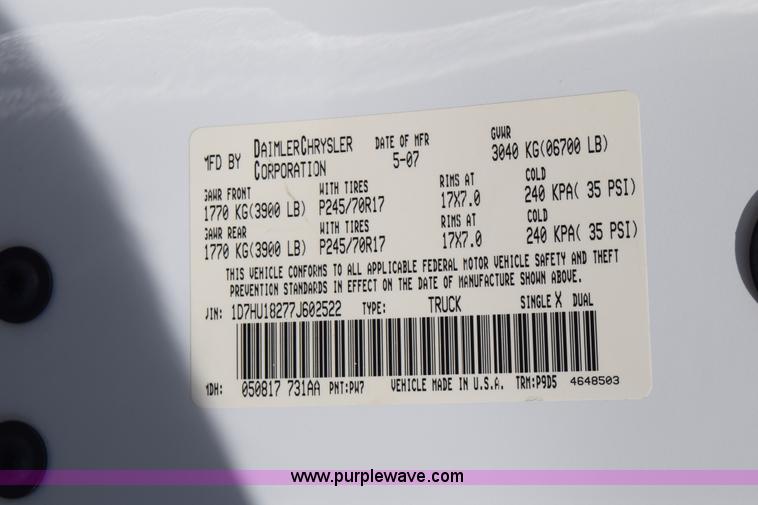 MFD BY DAIMLERCHRYSLER CORPORATION DATE OF MFR 5-07 GVWR 3040 KG(06700 LB)
GAWR FRONT WITH TIRES RIMS AT COLD
1770 KG(3900 LB) P245/70R17 17X7.0 240 KPA( 35 PSI)
GAWR REAR WITH TIRES RIMS AT COLD
1770 KG(3900 LB) P245/70R17 17X7.0 240 KPA( 35 PSI)
THIS VEHICLE CONFORMS TO ALL APPLICABLE FEDERAL MOTOR VEHICLE SAFETY AND THEFT
PREVENTION STANDARDS IN EFFECT ON THE DATE OF MANUFACTURE SHOWN ABOVE.
VIN: 1D7HU18277J602522 TYPE: TRUCK SINGLE X DUAL
MDH: 050817 731AA PNT:PW7 VEHICLE MADE IN U.S.A. TRM:P9D5 4648503
www.purplewave.com